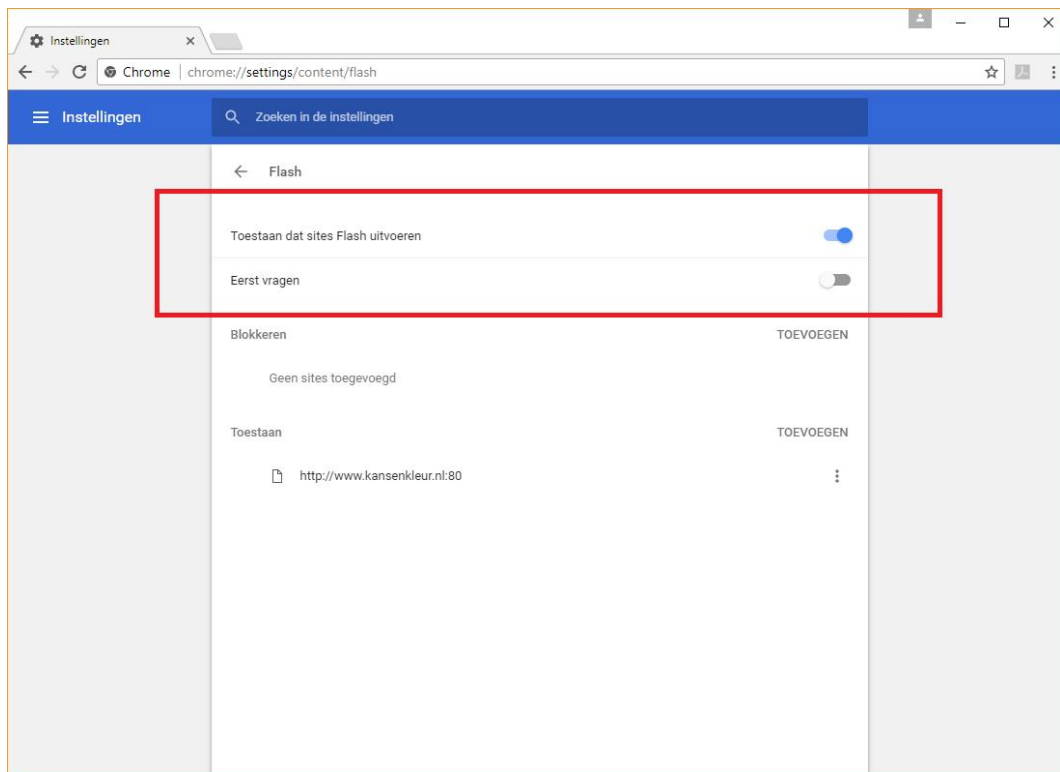 Instellingen
Chrome | chrome://settings/content/flash
Instellingen
Zoeken in de instellingen
Flash
Toestaan dat sites Flash uitvoeren
Eerst vragen
Blokkeren TOEVOEGEN
Geen sites toegevoegd
Toestaan TOEVOEGEN
http://www.kansenkleur.nl:80